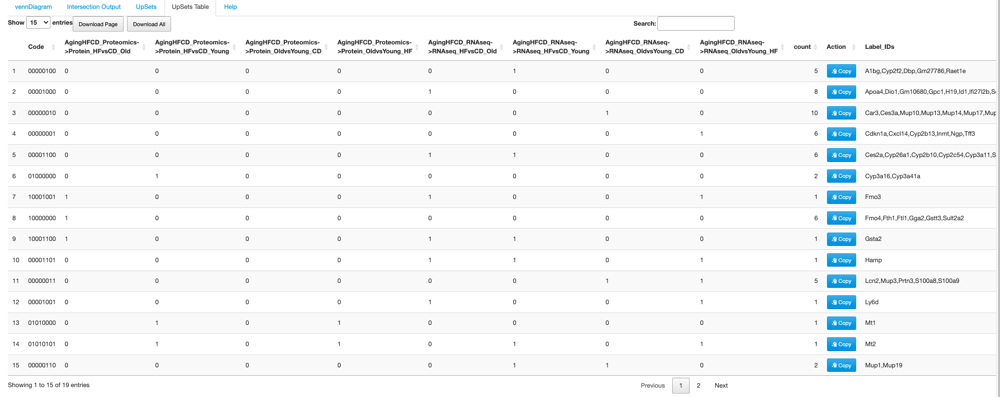 vennDiagram Intersection Output UpSets UpSets Table Help
Show 15 entries Download Page Download All Search:
Code AgingHFCD_Proteomics->Protein_HFvsCD_Old AgingHFCD_Proteomics->Protein_HFvsCD_Young AgingHFCD_Proteomics->Protein_OldvsYoung_CD AgingHFCD_Proteomics->Protein_OldvsYoung_HF AgingHFCD_RNAseq->RNAseq_HFvsCD_Old AgingHFCD_RNAseq->RNAseq_HFvsCD_Young AgingHFCD_RNAseq->RNAseq_OldvsYoung_CD AgingHFCD_RNAseq->RNAseq_OldvsYoung_HF count Action Label_IDs
1 00000100 0 0 0 0 0 1 0 0 5 Copy A1bg,Cyp2f2,Dbp,Gm27786,Raet1e
2 00001000 0 0 0 0 1 0 0 0 8 Copy Apoa4,Dio1,Gm10680,Gpc1,H19,Id1,Ifi27l2b,S
3 00000010 0 0 0 0 0 0 1 0 10 Copy Car3,Ces3a,Mup10,Mup13,Mup14,Mup17,Mup
4 00000001 0 0 0 0 0 0 0 1 6 Copy Cdkn1a,Cxcl14,Cyp2b13,Inmt,Ngp,Tff3
5 00001100 0 0 0 0 1 1 0 0 6 Copy Ces2a,Cyp26a1,Cyp2b10,Cyp2c54,Cyp3a11,S
6 01000000 0 1 0 0 0 0 0 0 2 Copy Cyp3a16,Cyp3a41a
7 10001001 1 0 0 0 1 0 0 1 1 Copy Fmo3
8 10000000 1 0 0 0 0 0 0 0 6 Copy Fmo4,Fth1,Ftl1,Gga2,Gstt3,Sult2a2
9 10001100 1 0 0 0 1 1 0 0 1 Copy Gsta2
10 00001101 0 0 0 0 1 1 0 1 1 Copy Hamp
11 00000011 0 0 0 0 0 0 1 1 5 Copy Lcn2,Mup3,Prtn3,S100a8,S100a9
12 00001001 0 0 0 0 1 0 0 1 1 Copy Ly6d
13 01010000 0 1 0 1 0 0 0 0 1 Copy Mt1
14 01010101 0 1 0 1 0 1 0 1 1 Copy Mt2
15 00000110 0 0 0 0 0 1 1 0 2 Copy Mup1,Mup19
Showing 1 to 15 of 19 entries Previous 1 2 Next